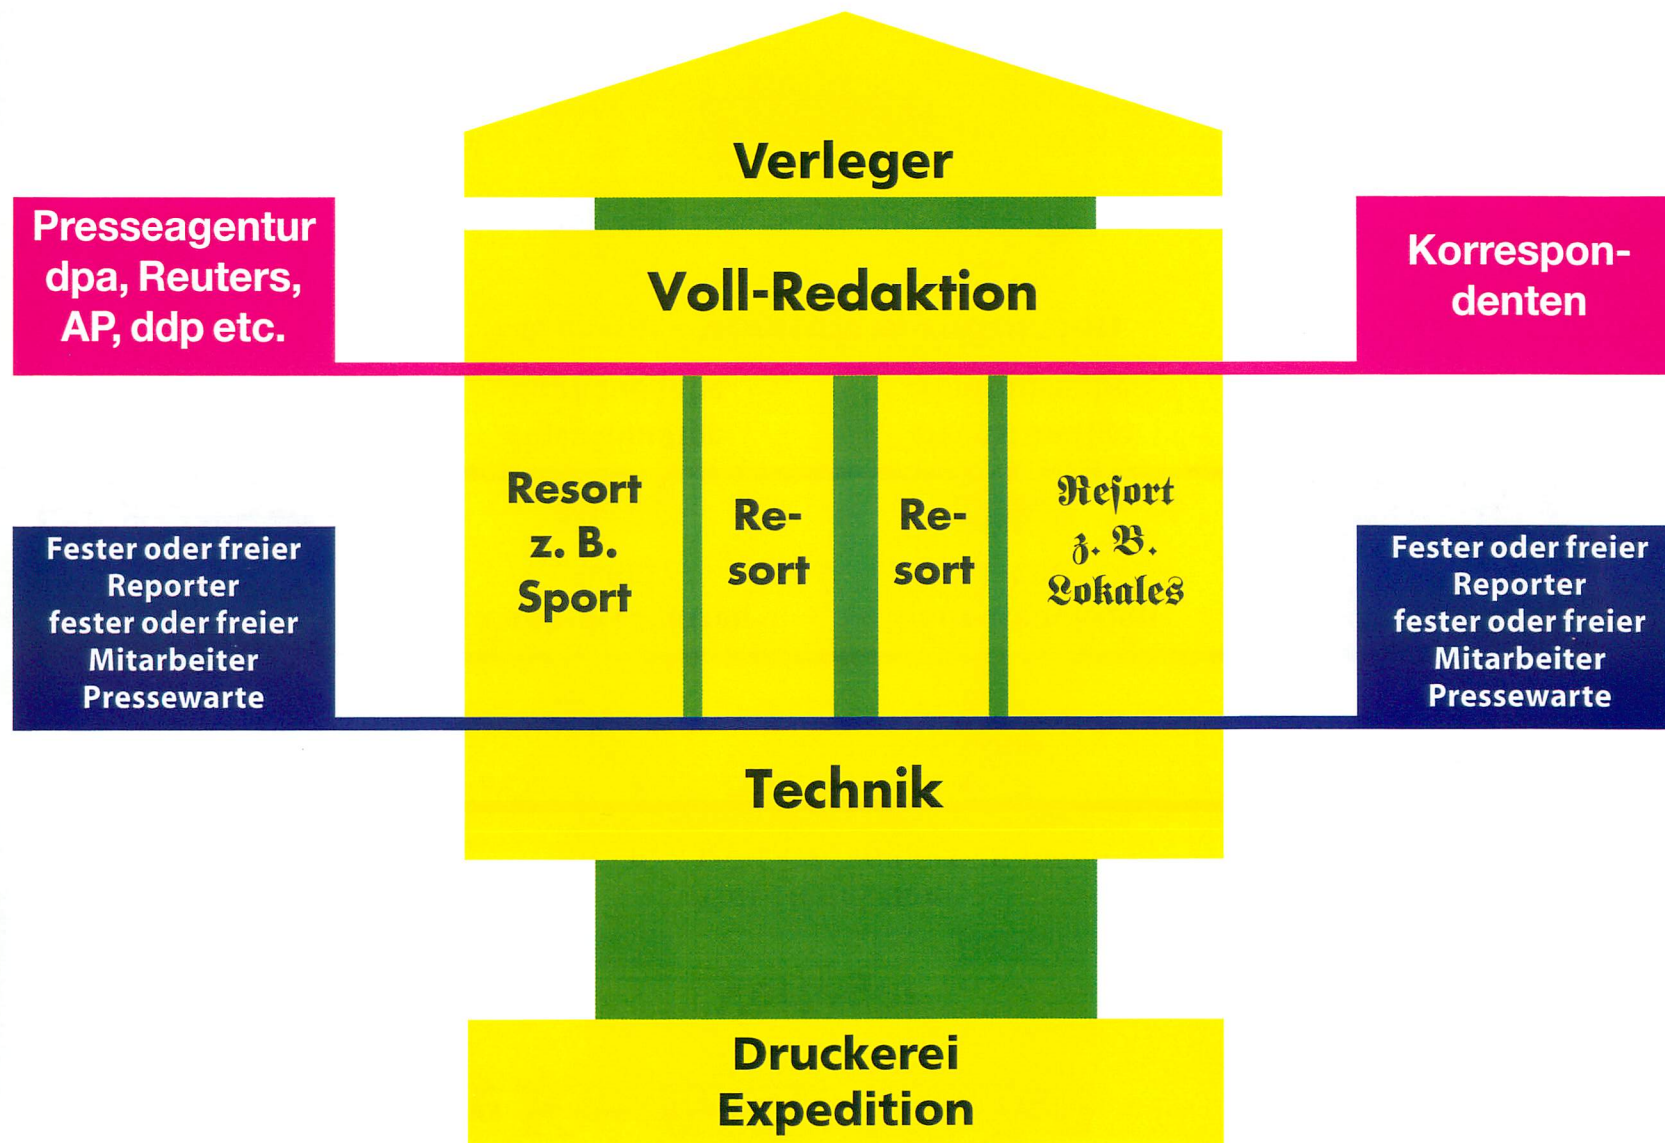 Verleger
Presseagentur
dpa, Reuters,
AP, ddp etc.
Voll-Redaktion
Korrespon-
denten
Resort
z. B.
Sport
Re-
sort
Re-
sort
Reſort
z. B.
Lokales
Fester oder freier
Reporter
fester oder freier
Mitarbeiter
Pressewarte
Fester oder freier
Reporter
fester oder freier
Mitarbeiter
Pressewarte
Technik
Druckerei
Expedition